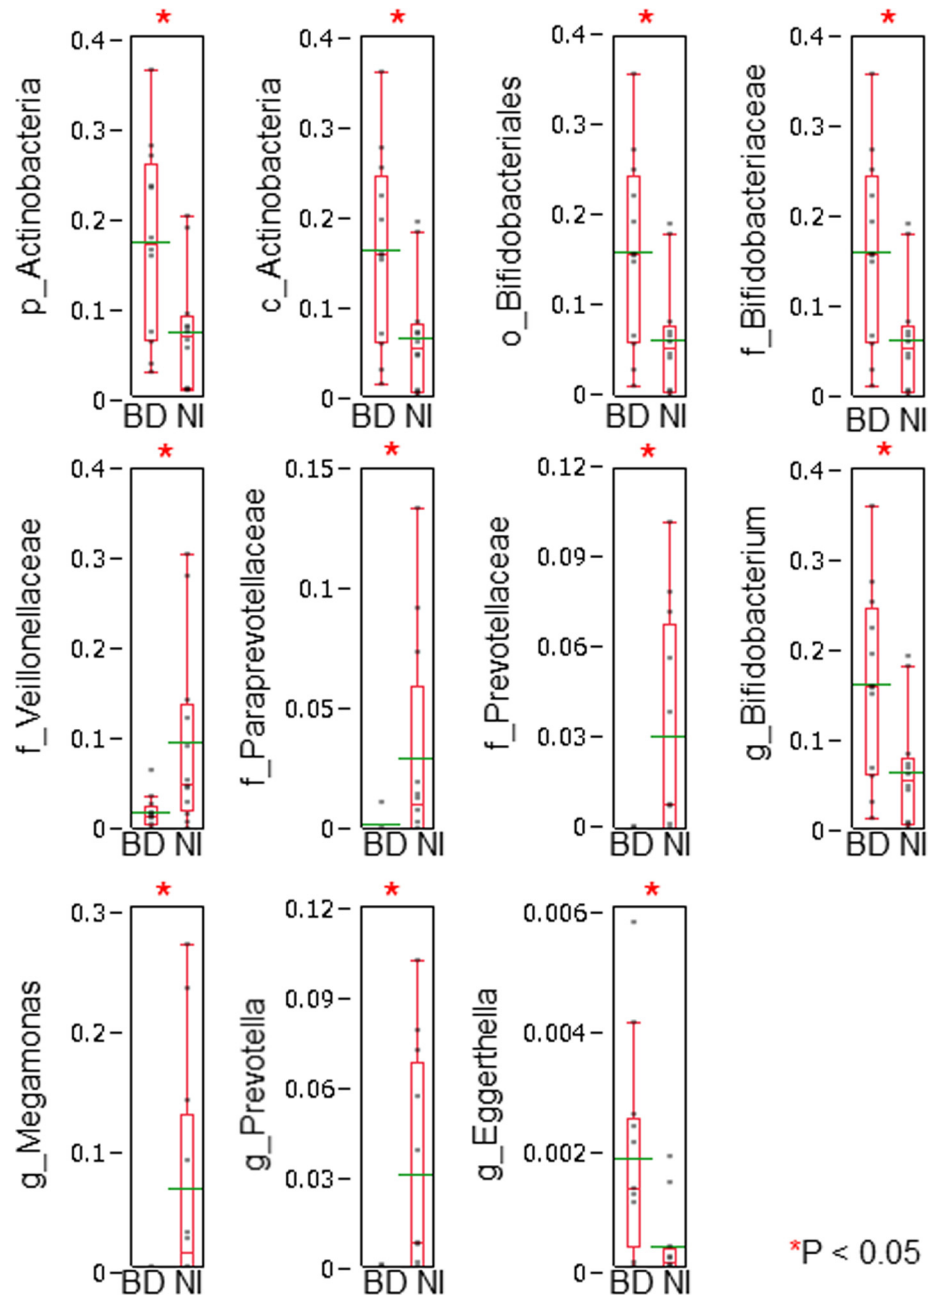 * * * *
p_Actinobacteria
0.4
0.3
0.2
0.1
0
BD NI
c_Actinobacteria
0.4
0.3
0.2
0.1
0
BD NI
o_Bifidobacteriales
0.4
0.3
0.2
0.1
0
BD NI
f_Bifidobacteriaceae
0.4
0.3
0.2
0.1
0
BD NI
* * * *
f_Veillonellaceae
0.4
0.3
0.2
0.1
0
BD NI
f_Paraprevotellaceae
0.15
0.1
0.05
0
BD NI
f_Prevotellaceae
0.12
0.09
0.06
0.03
0
BD NI
g_Bifidobacterium
0.4
0.3
0.2
0.1
0
BD NI
* * *
g_Megamonas
0.3
0.2
0.1
0
BD NI
g_Prevotella
0.12
0.09
0.06
0.03
0
BD NI
g_Eggerthella
0.006
0.004
0.002
0
BD NI
*P < 0.05